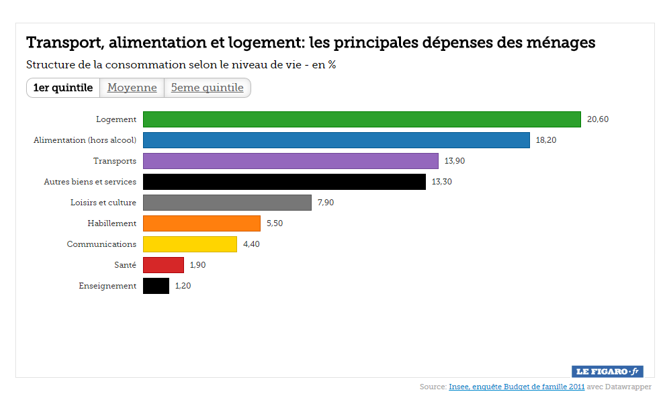 Transport, alimentation et logement: les principales dépenses des ménages
Structure de la consommation selon le niveau de vie - en %
1er quintile Moyenne 5eme quintile
Logement 20,60
Alimentation (hors alcool) 18,20
Transports 13,90
Autres biens et services 13,30
Loisirs et culture 7,90
Habillement 5,50
Communications 4,40
Santé 1,90
Enseignement 1,20
LE FIGARO·fr
Source: Insee, enquête Budget de famille 2011 avec Datawrapper